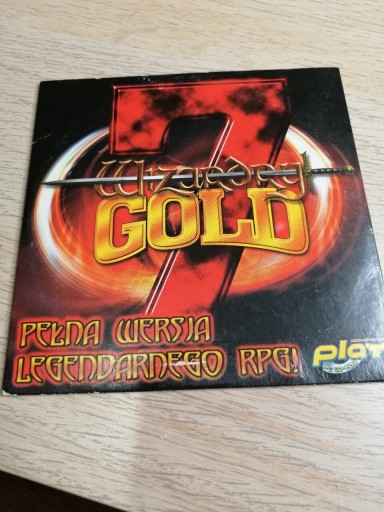 7
Wizardry
GOLD
PEŁNA WERSJA
LEGENDARNEGO RPG!
play